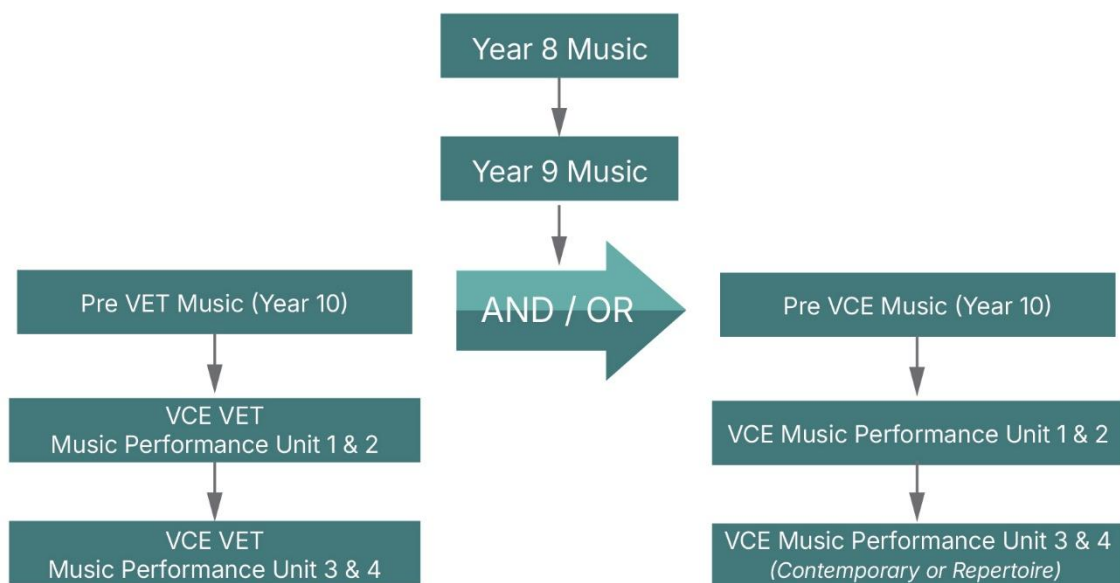 Year 8 Music
Year 9 Music
AND / OR
Pre VET Music (Year 10)
VCE VET
Music Performance Unit 1 & 2
VCE VET
Music Performance Unit 3 & 4
Pre VCE Music (Year 10)
VCE Music Performance Unit 1 & 2
VCE Music Performance Unit 3 & 4
(Contemporary or Repertoire)